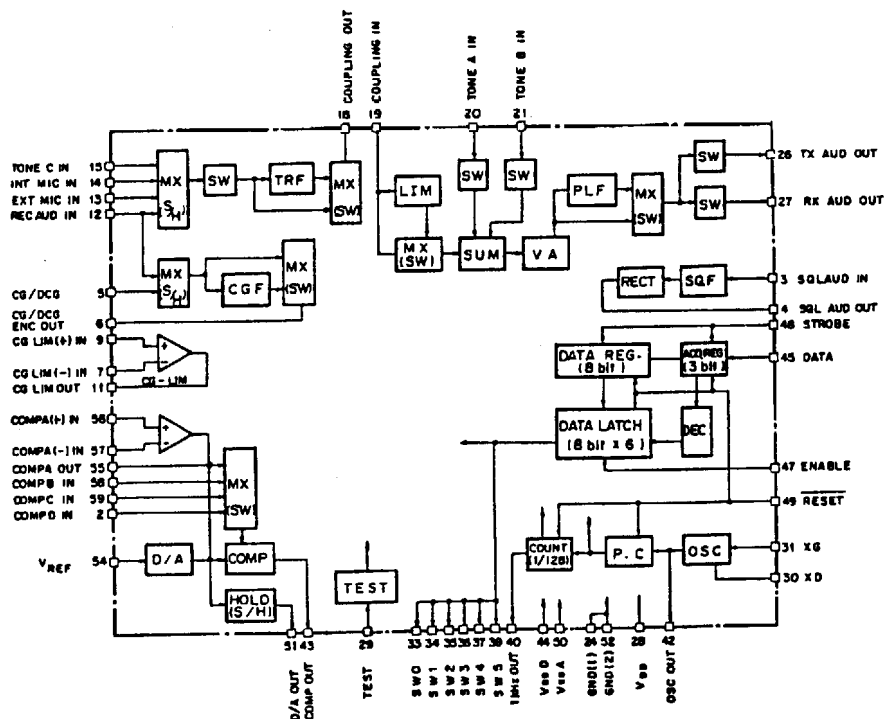 COUPLING OUT
COUPLING IN
TONE A IN
TONE B IN
18
19
20
21
TONE C IN 15
INT MIC IN 14
EXT MIC IN 13
REC AUD IN 12
MX
(S/H)
SW
TRF
MX
(SW)
LIM
MX
(SW)
SW
SW
SUM
VA
PLF
MX
(SW)
SW
SW
26 TX AUD OUT
27 RX AUD OUT
CG/DCG 5
MX
(S/H)
CGF
MX
(SW)
CG/DCG
ENC OUT 6
CG LIM(+) IN 9
CG LIM(-) IN 7
CG LIM OUT 11
+
-
CG-LIM
RECT
SQF
3 SQLAUD IN
4 SQL AUD OUT
48 STROBE
DATA REG.
(8 bit)
ADD REG
(3 bit)
45 DATA
DATA LATCH
(8 bit X 6)
DEC
47 ENABLE
COMPA(+) IN 56
COMPA(-) IN 57
COMPA OUT 55
COMPB IN 58
COMPC IN 59
COMPD IN 2
+
-
MX
(SW)
49 RESET
VREF 54
D/A
COMP
HOLD
(S/H)
TEST
COUNT
(1/128)
P.C
OSC
31 XG
30 XD
51
43
29
33
34
35
36
37
39
40
44
50
24
52
28
42
D/A OUT
COMP OUT
TEST
SW0
SW1
SW2
SW3
SW4
SW5
1kHz OUT
GND(1)
GND(2)
OSC OUT